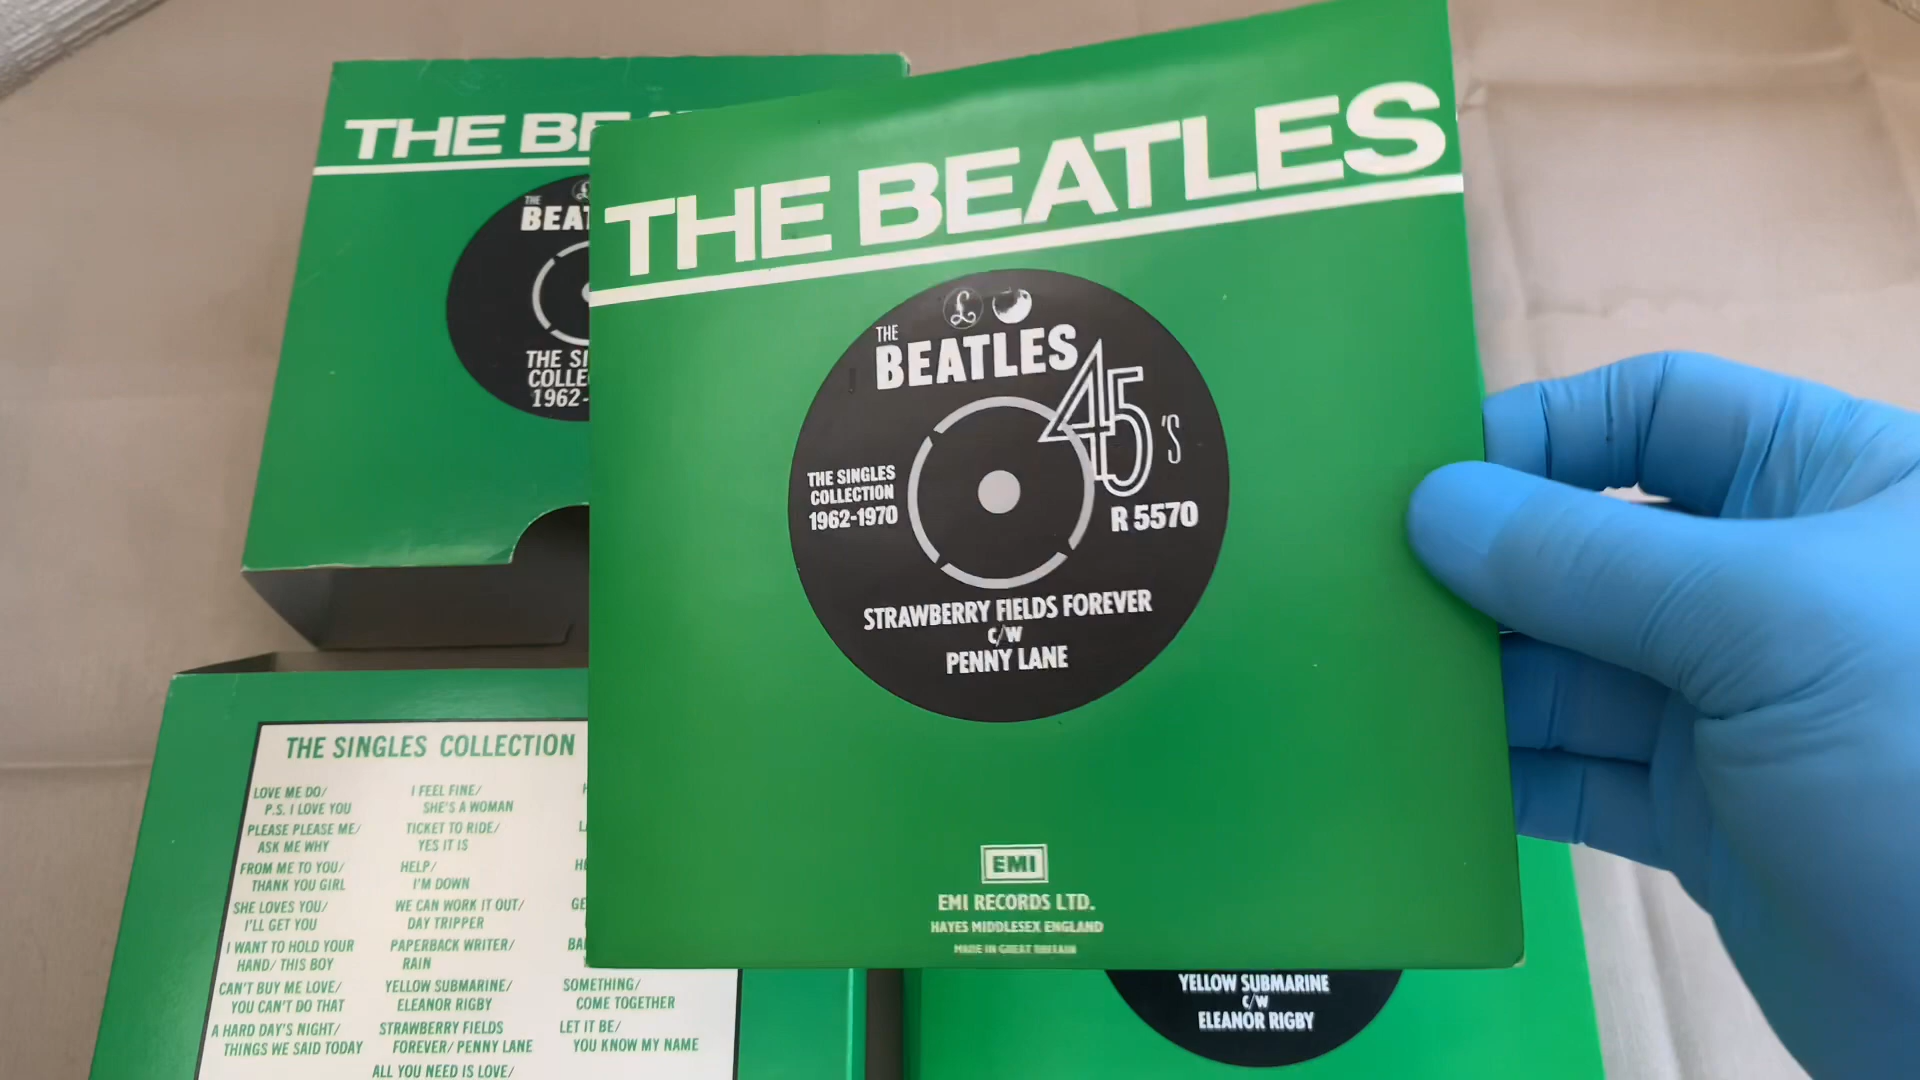 THE BEATLES
£
THE
BEATLES
45's
THE SINGLES
COLLECTION
1962-1970
R 5570
STRAWBERRY FIELDS FOREVER
c/w
PENNY LANE
EMI
EMI RECORDS LTD.
HAYES MIDDLESEX ENGLAND
MADE IN GREAT BRITAIN
THE
THE
THE
1962-
THE SINGLES COLLECTION
LOVE ME DO/
P.S. I LOVE YOU
PLEASE PLEASE ME/
ASK ME WHY
FROM ME TO YOU/
THANK YOU GIRL
SHE LOVES YOU/
I'LL GET YOU
I WANT TO HOLD YOUR
HAND/ THIS BOY
CAN'T BUY ME LOVE/
YOU CAN'T DO THAT
A HARD DAY'S NIGHT/
THINGS WE SAID TODAY
I FEEL FINE/
SHE'S A WOMAN
TICKET TO RIDE/
YES IT IS
HELP/
I'M DOWN
WE CAN WORK IT OUT/
DAY TRIPPER
PAPERBACK WRITER/
RAIN
YELLOW SUBMARINE/
ELEANOR RIGBY
STRAWBERRY FIELDS
FOREVER/ PENNY LANE
ALL YOU NEED IS LOVE/
SOMETHING/
COME TOGETHER
LET IT BE/
YOU KNOW MY NAME
YELLOW SUBMARINE
c/w
ELEANOR RIGBY